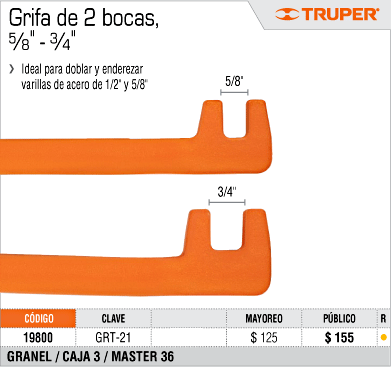 Grifa de 2 bocas,
5/8" - 3/4"
TRUPER®
› Ideal para doblar y enderezar
varillas de acero de 1/2" y 5/8"
5/8"
3/4"
CÓDIGO CLAVE MAYOREO PÚBLICO R
19800 GRT-21 $ 125 $ 155
GRANEL / CAJA 3 / MASTER 36